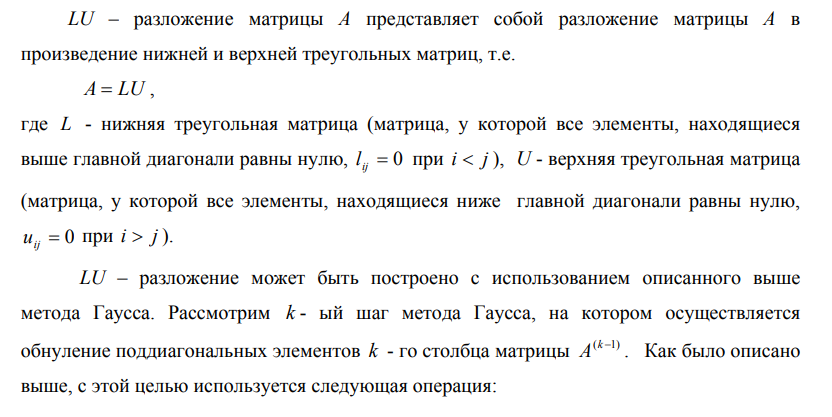 LU – разложение матрицы A представляет собой разложение матрицы A в
произведение нижней и верхней треугольных матриц, т.е.
A = LU ,
где L - нижняя треугольная матрица (матрица, у которой все элементы, находящиеся
выше главной диагонали равны нулю, l_{ij} = 0 при i < j ), U - верхняя треугольная матрица
(матрица, у которой все элементы, находящиеся ниже главной диагонали равны нулю,
u_{ij} = 0 при i > j ).
LU – разложение может быть построено с использованием описанного выше
метода Гаусса. Рассмотрим k - ый шаг метода Гаусса, на котором осуществляется
обнуление поддиагональных элементов k - го столбца матрицы A^{(k-1)} . Как было описано
выше, с этой целью используется следующая операция: